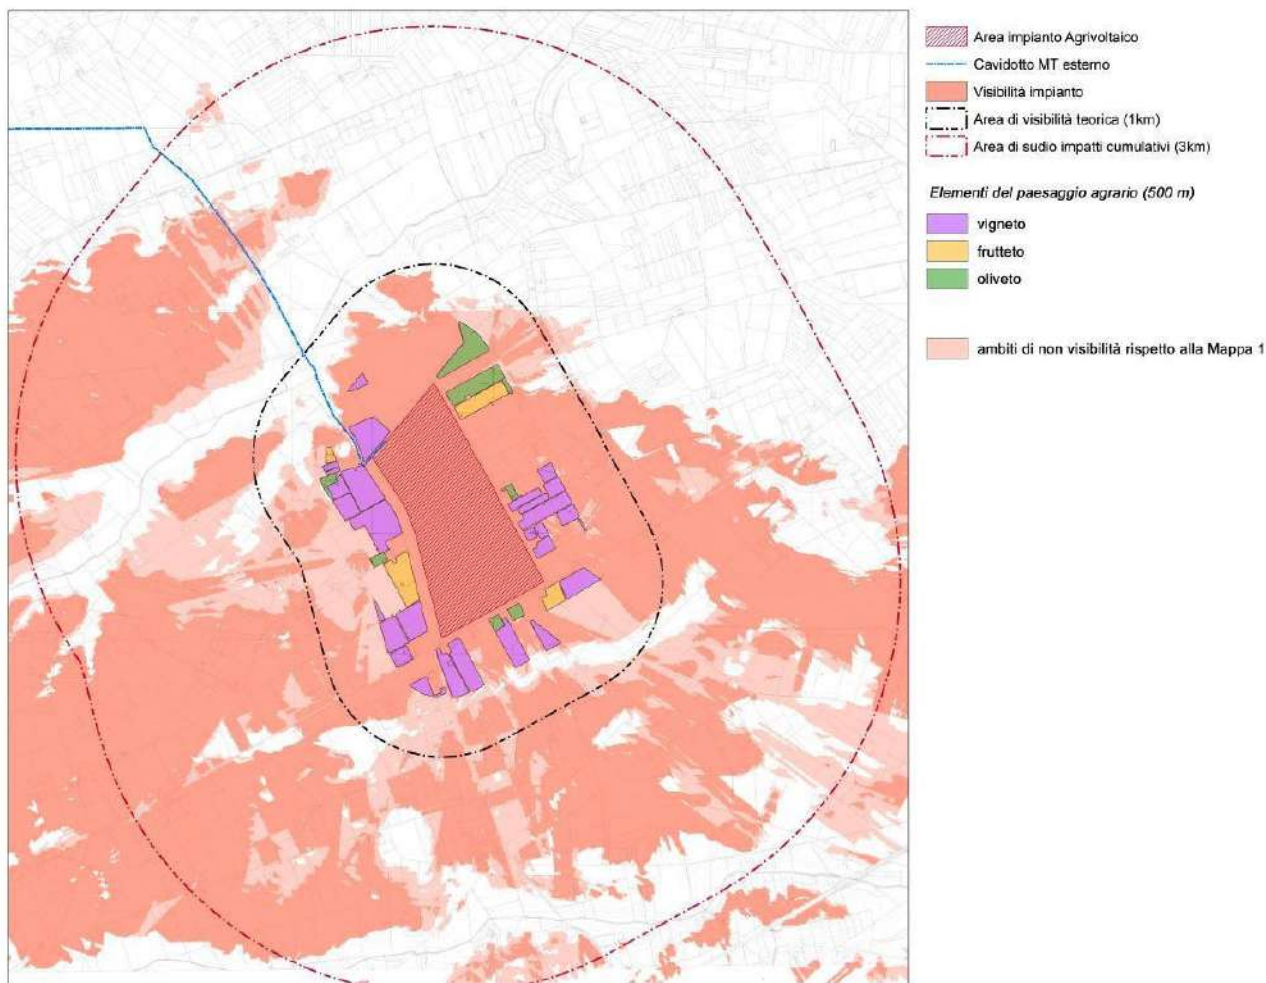 Area impianto Agrivoltaico
Cavidotto MT esterno
Visibilità impianto
Area di visibilità teorica (1km)
Area di sudio impatti cumulativi (3km)
Elementi del paesaggio agrario (500 m)
vigneto
frutteto
oliveto
ambiti di non visibilità rispetto alla Mappa 1